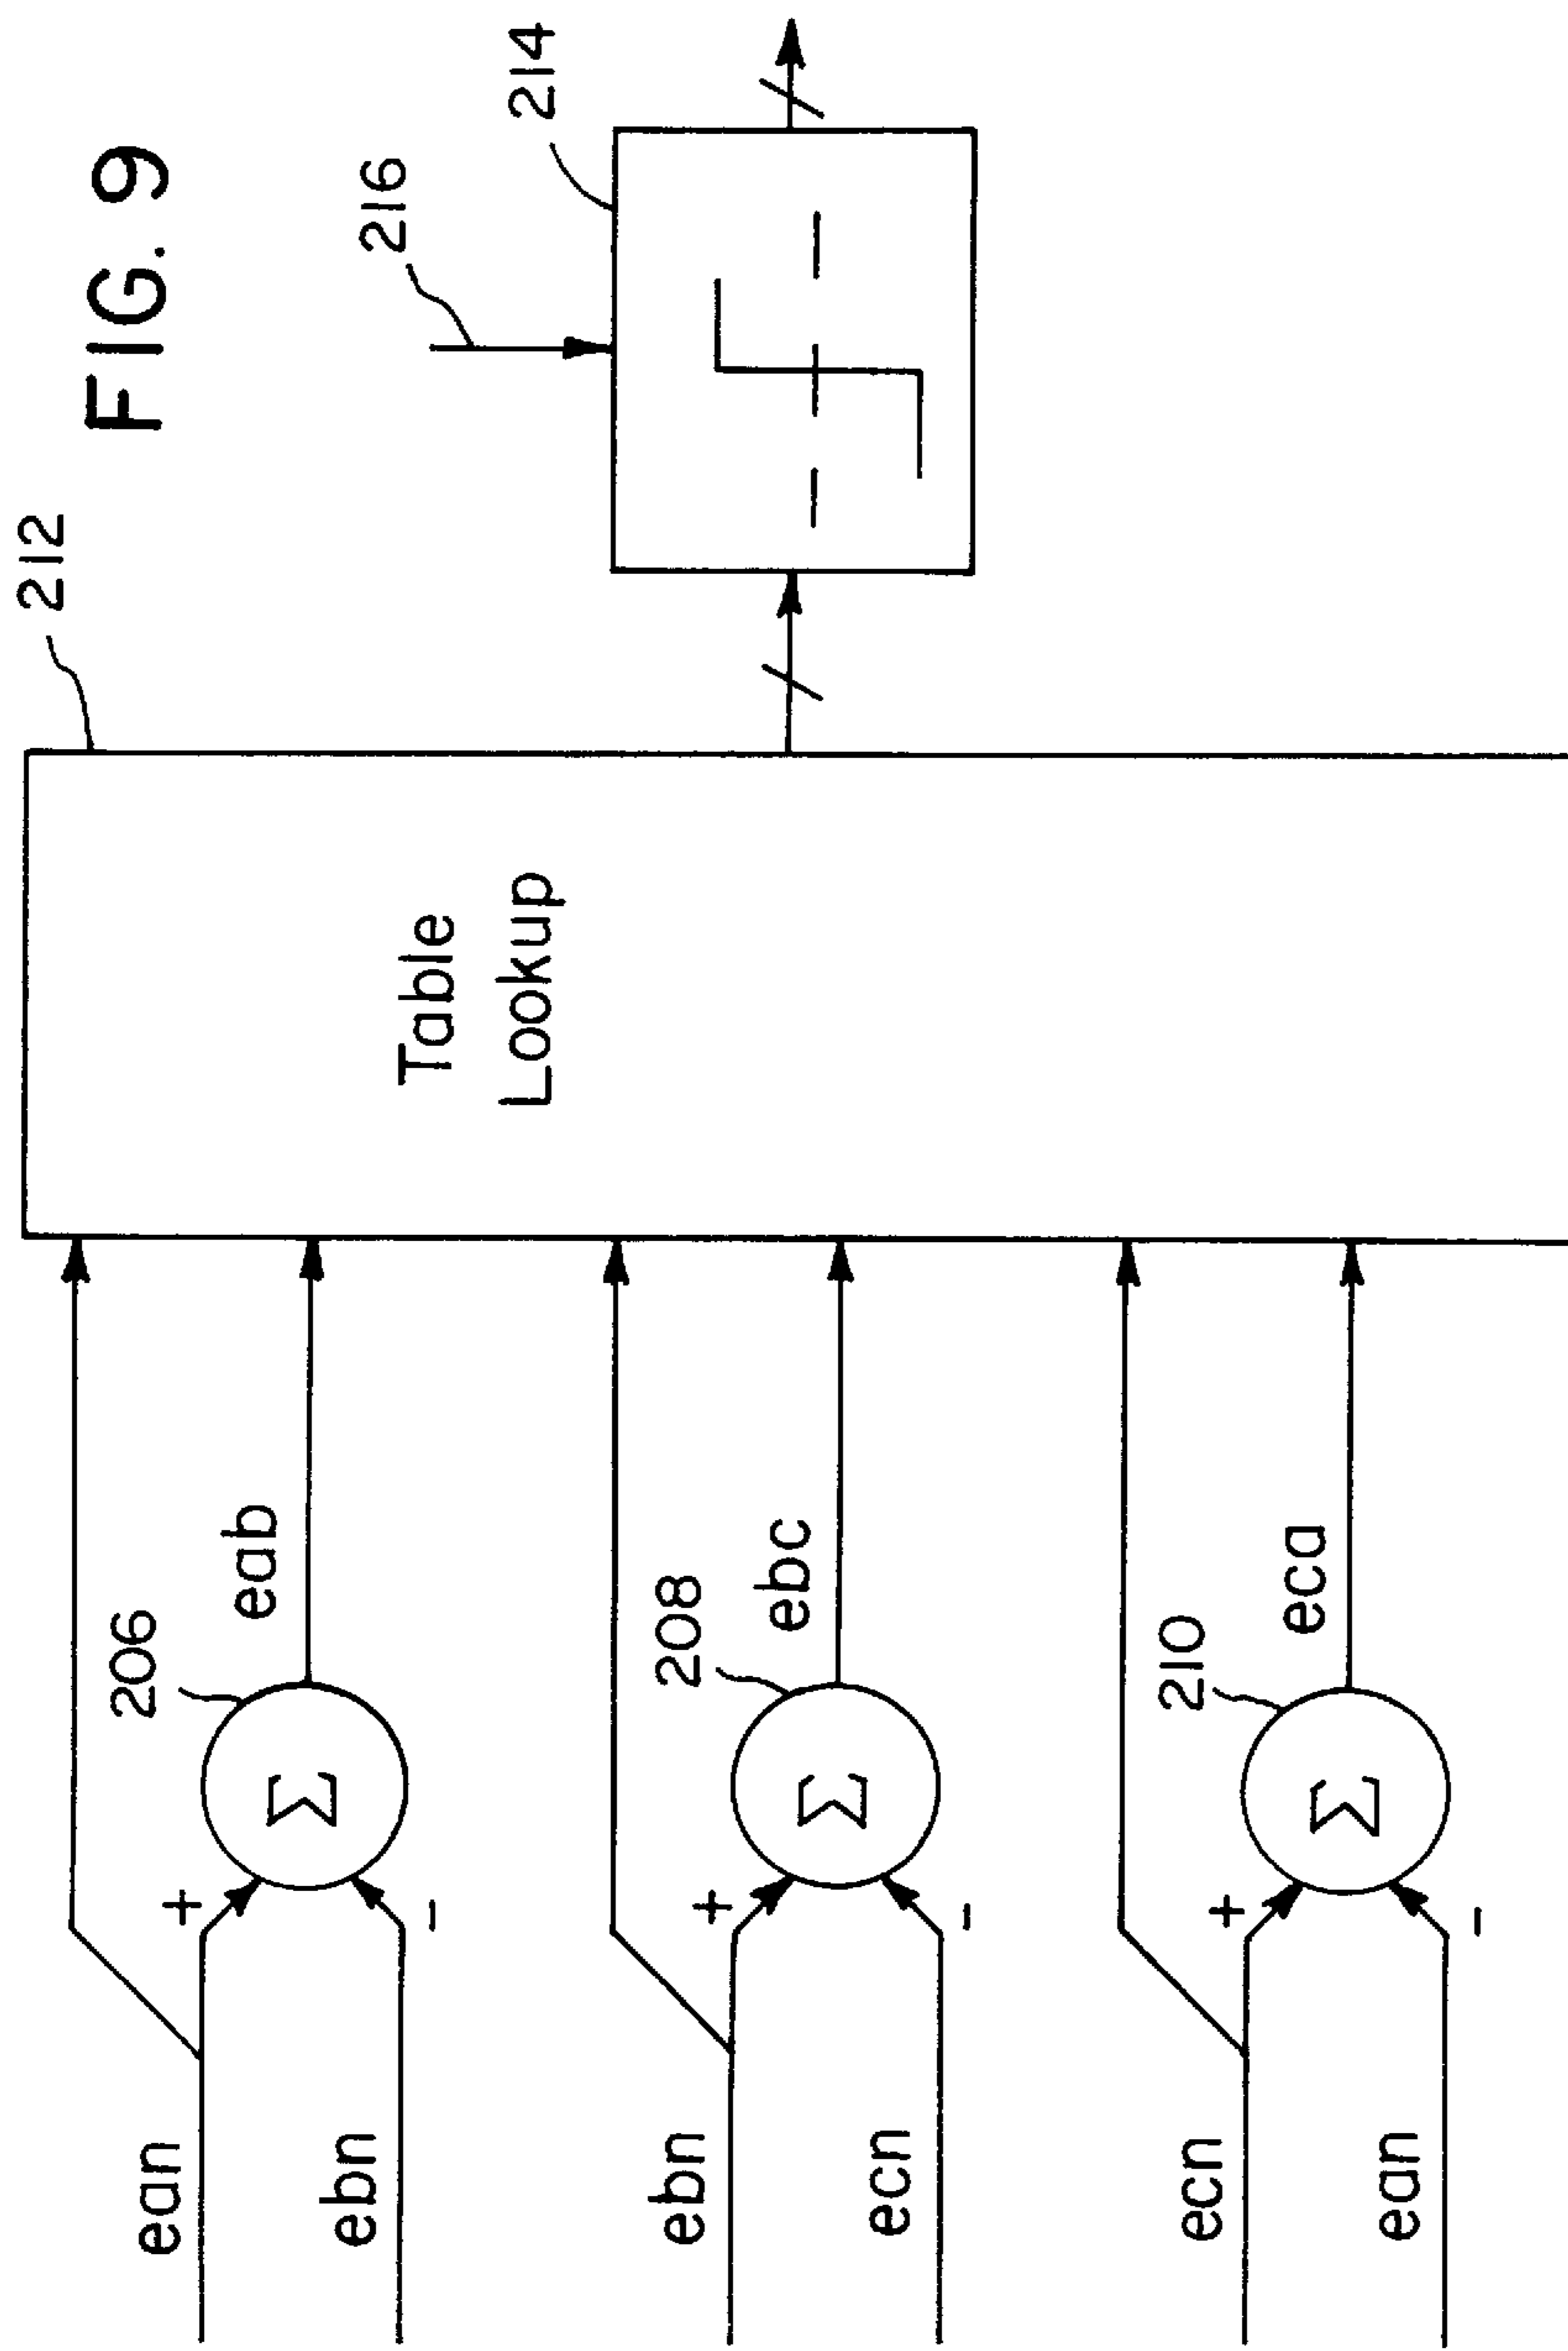 FIG. 9
212
216
214
Table
Lookup
206
eab
+
Σ
-
ean
ebn
208
ebc
+
Σ
-
ebn
ecn
210
eca
+
Σ
-
ecn
ean